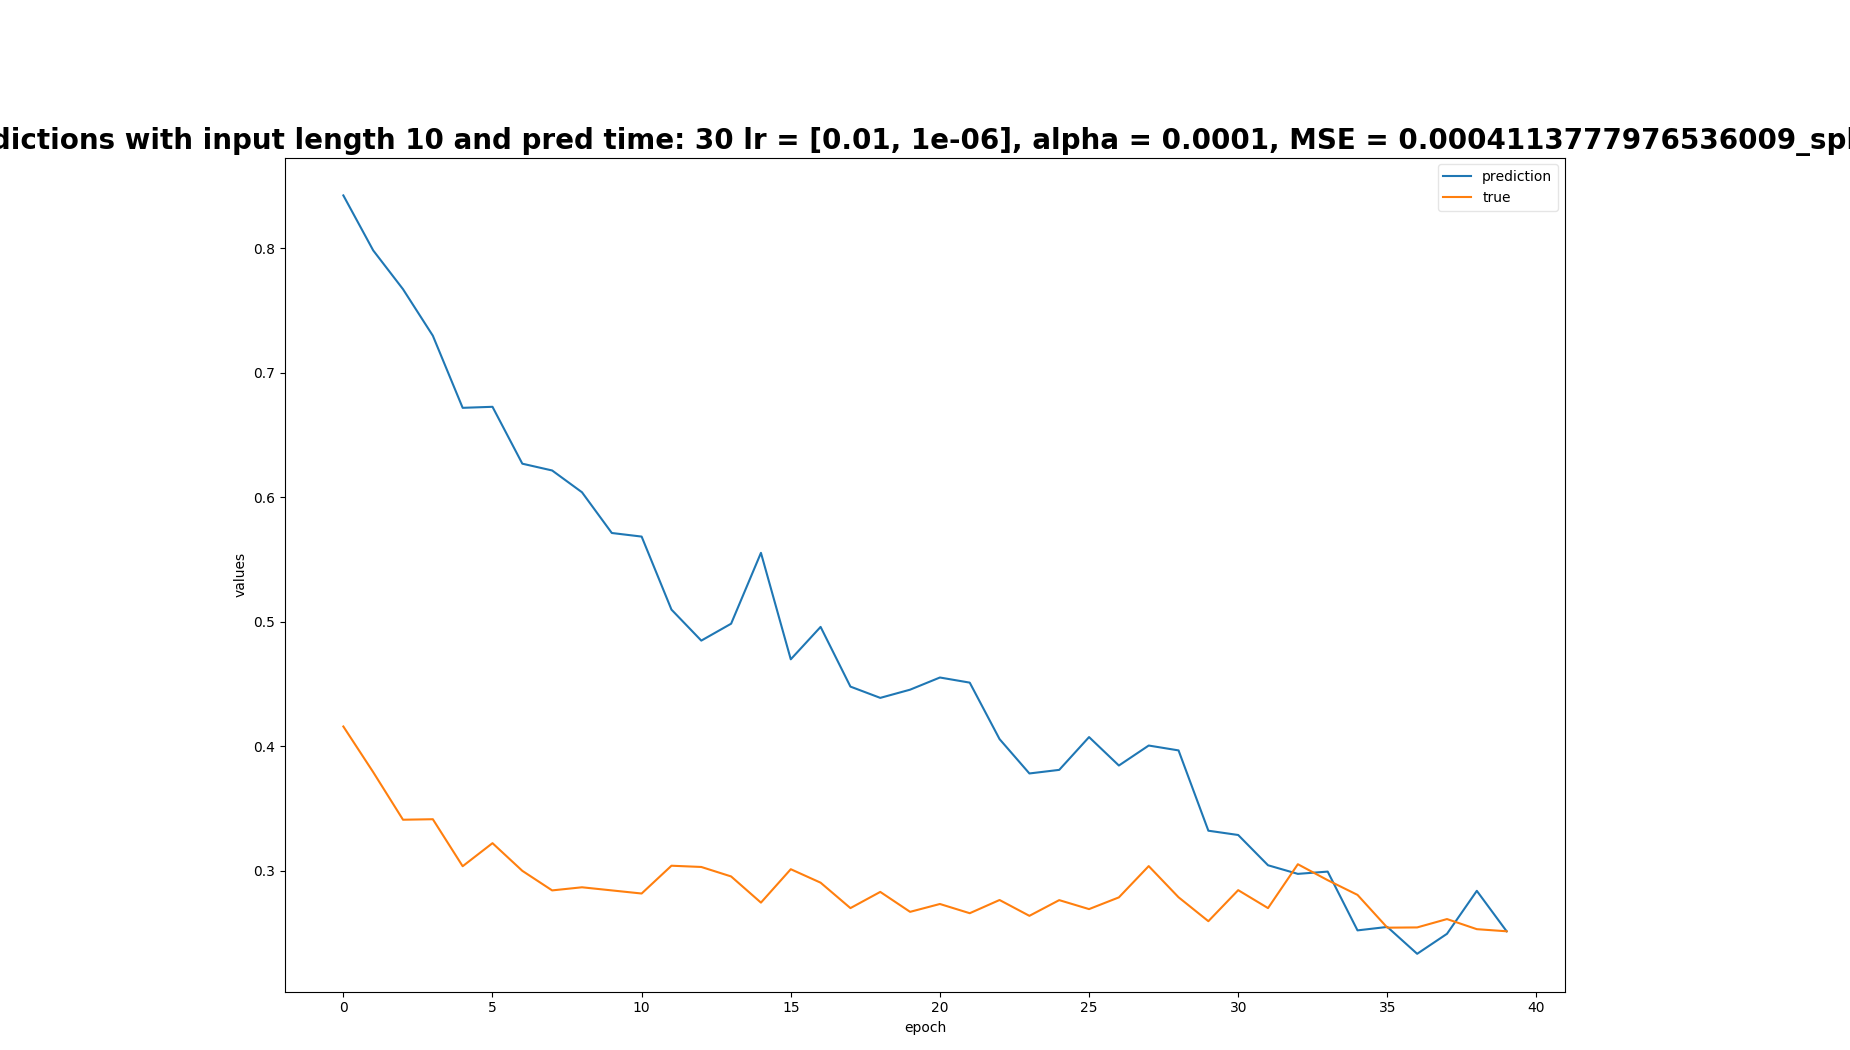 dictions with input length 10 and pred time: 30 lr = [0.01, 1e-06], alpha = 0.0001, MSE = 0.0004113777976536009_spl
prediction
true
values
0.8
0.7
0.6
0.5
0.4
0.3
0 5 10 15 20 25 30 35 40
epoch